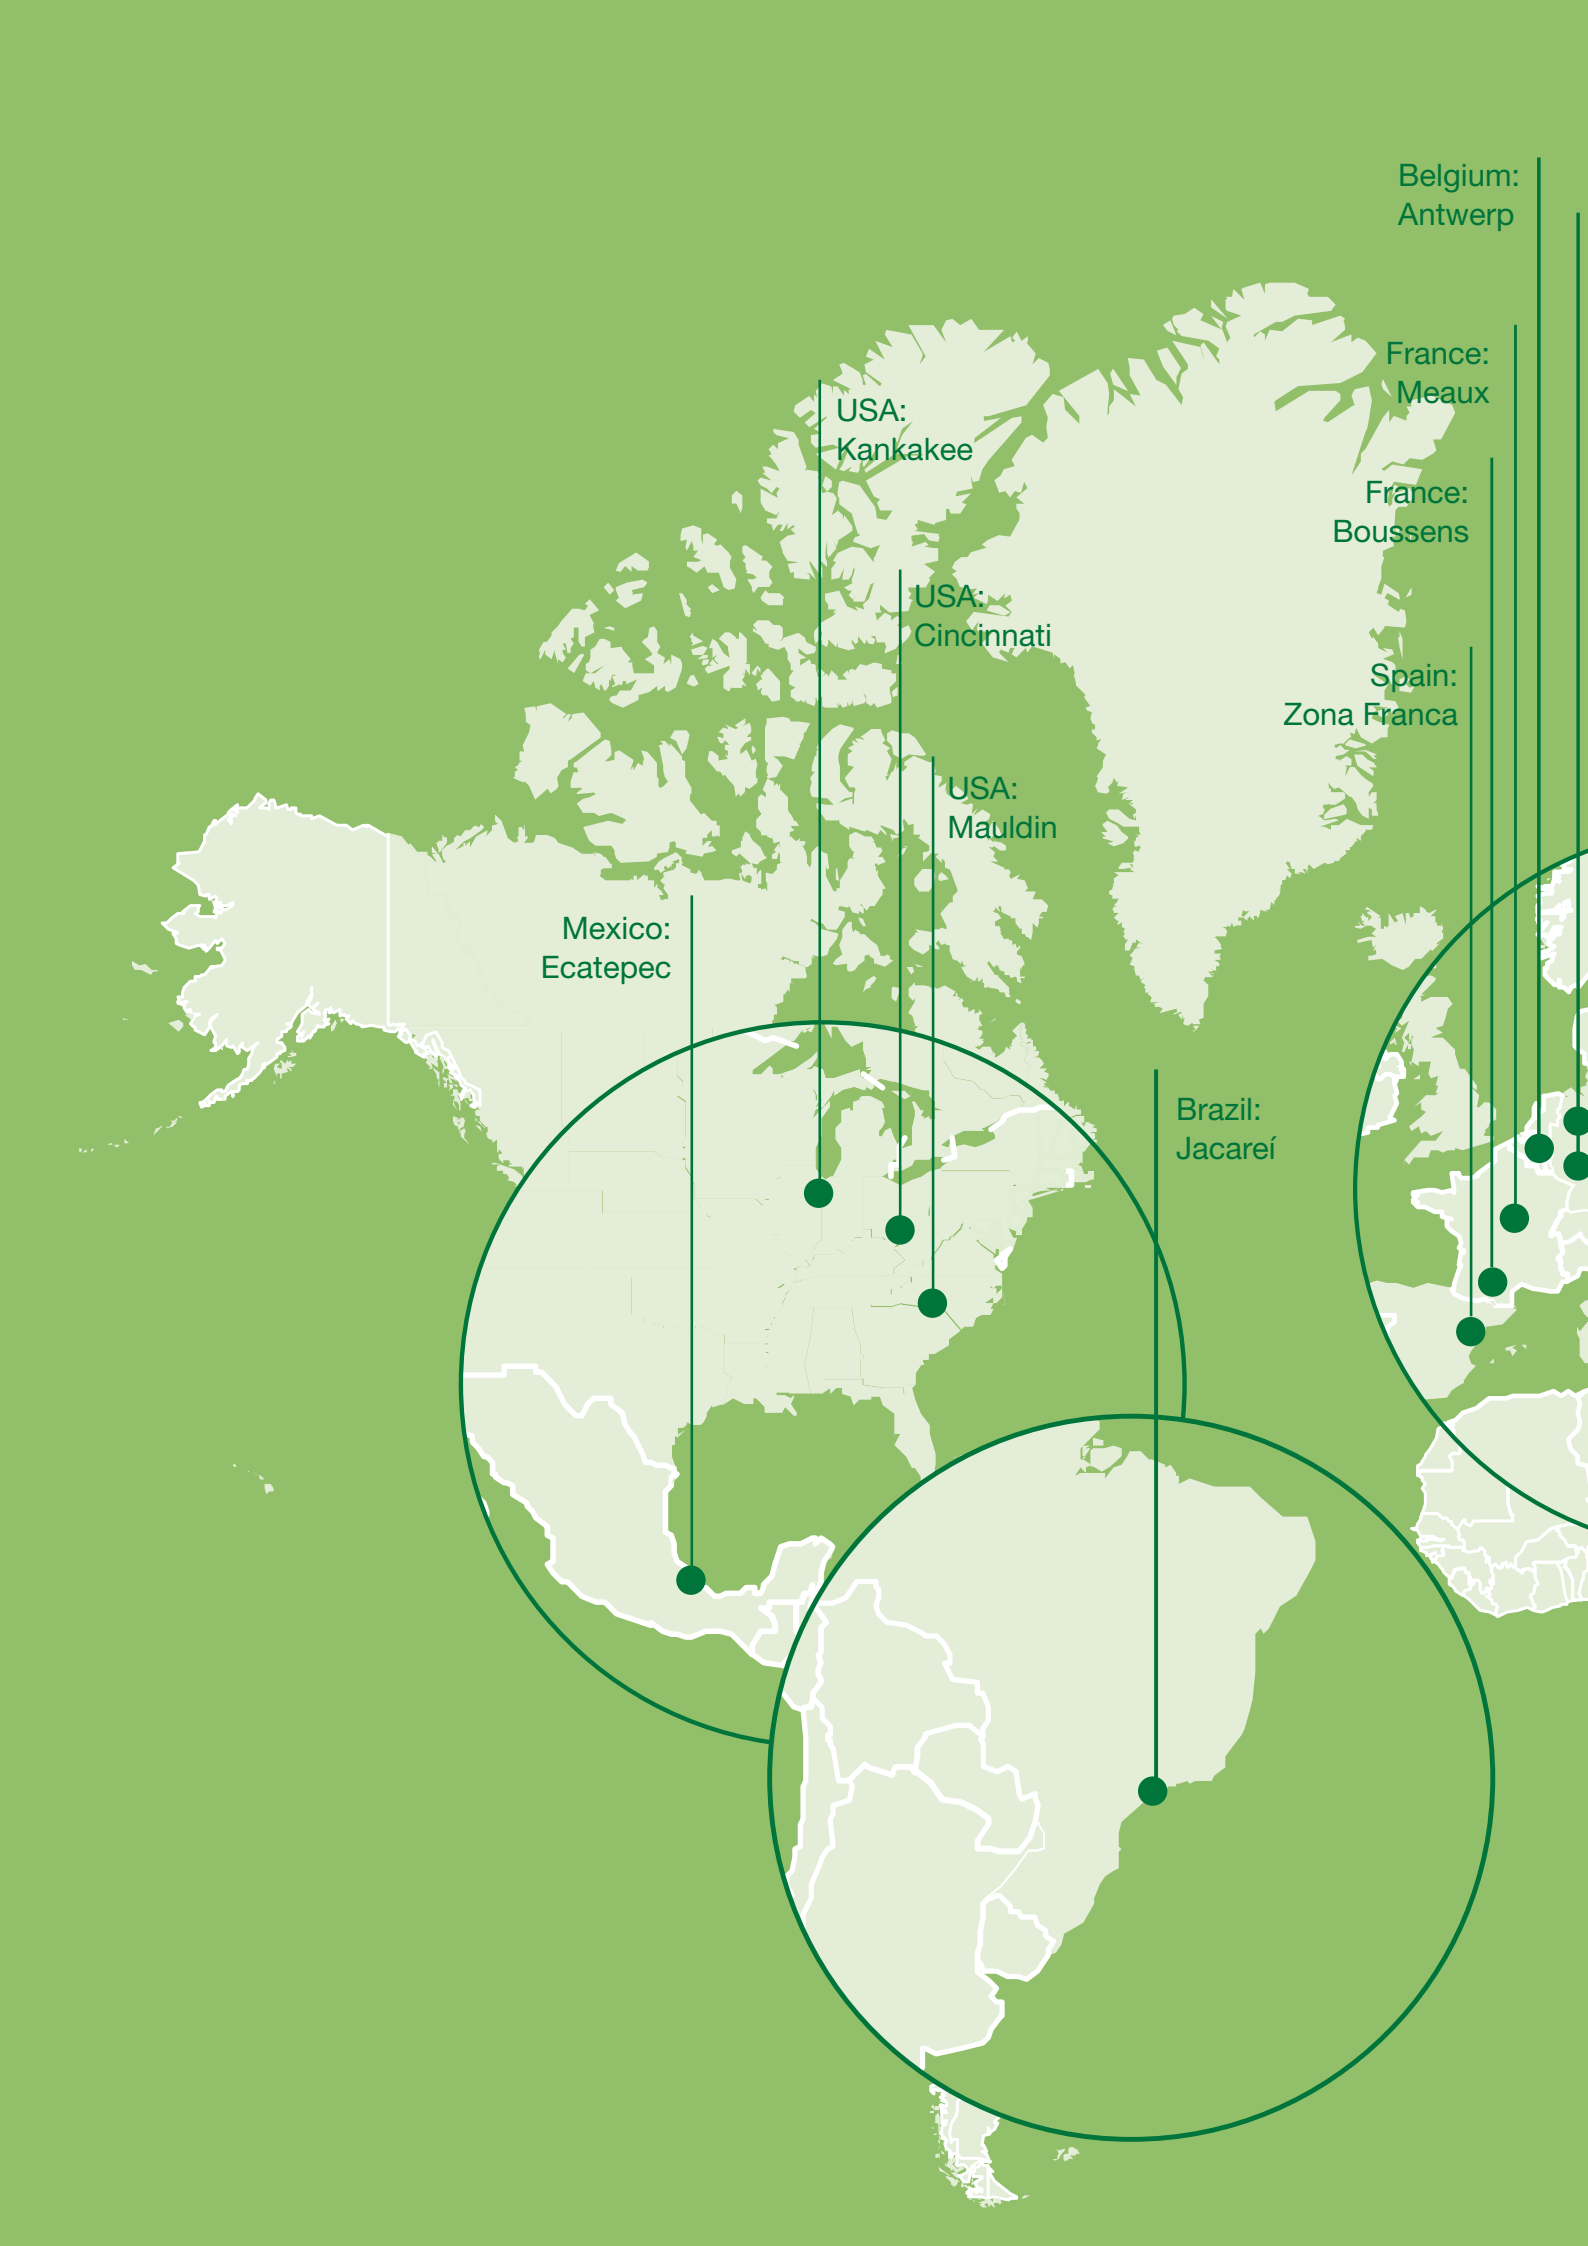 Belgium:
Antwerp
France:
Meaux
USA:
Kankakee
France:
Boussens
USA:
Cincinnati
Spain:
Zona Franca
USA:
Mauldin
Mexico:
Ecatepec
Brazil:
Jacareí